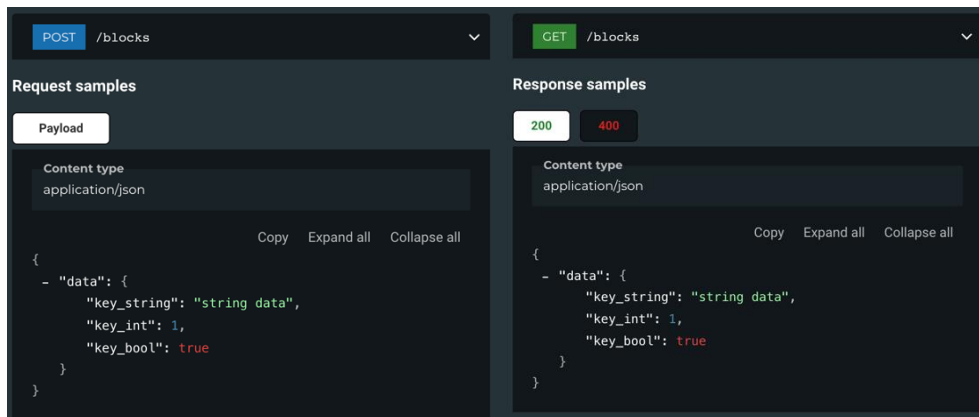 POST /blocks
Request samples
Payload
Content type
application/json
Copy Expand all Collapse all
{
- "data": {
"key_string": "string data",
"key_int": 1,
"key_bool": true
}
}
GET /blocks
Response samples
200 400
Content type
application/json
Copy Expand all Collapse all
{
- "data": {
"key_string": "string data",
"key_int": 1,
"key_bool": true
}
}